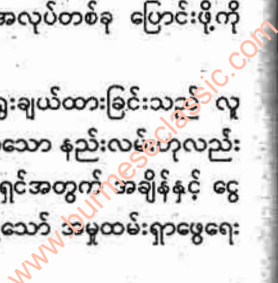 အလုပ်တစ်ခု ပြောင်းဖို့ကို
ရွေးချယ်ထားခြင်းသည် လူ
သော နည်းလမ်းဟုလည်း
ရှင်အတွက် အချိန်နှင့် ငွေ
သော် အမှုထမ်းရှာဖွေရေး
www.burmeseclassic.com